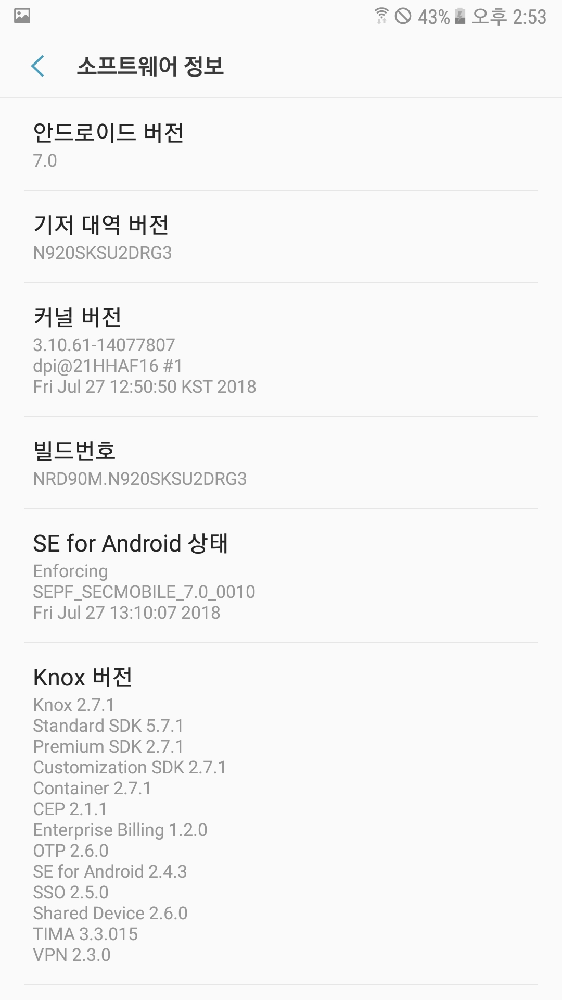 43% 오후 2:53
소프트웨어 정보
안드로이드 버전
7.0
기저 대역 버전
N920SKSU2DRG3
커널 버전
3.10.61-14077807
dpi@21HHAF16 #1
Fri Jul 27 12:50:50 KST 2018
빌드번호
NRD90M.N920SKSU2DRG3
SE for Android 상태
Enforcing
SEPF_SECMOBILE_7.0_0010
Fri Jul 27 13:10:07 2018
Knox 버전
Knox 2.7.1
Standard SDK 5.7.1
Premium SDK 2.7.1
Customization SDK 2.7.1
Container 2.7.1
CEP 2.1.1
Enterprise Billing 1.2.0
OTP 2.6.0
SE for Android 2.4.3
SSO 2.5.0
Shared Device 2.6.0
TIMA 3.3.015
VPN 2.3.0